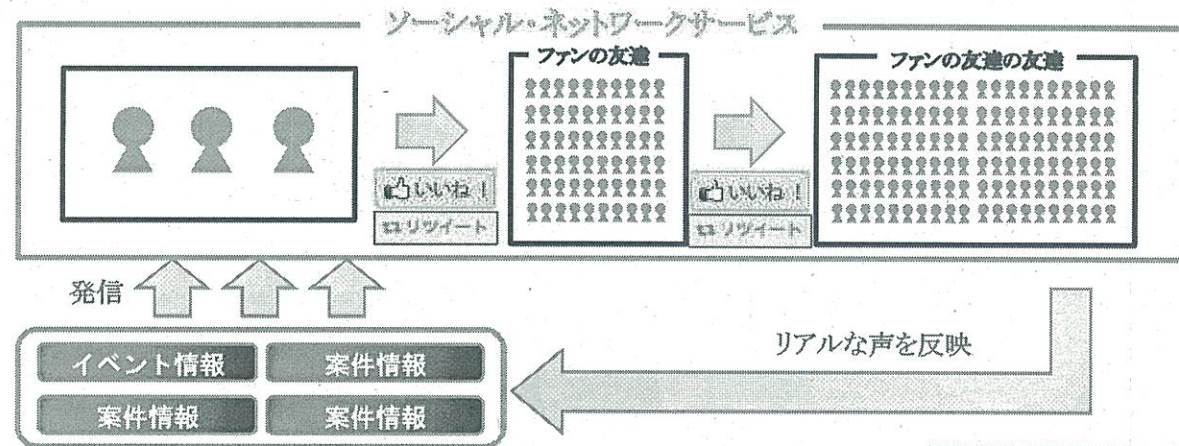 ソーシャル・ネットワークサービス
ファンの友達
ファンの友達の友達
いいね！
リツイート
いいね！
リツイート
発信
イベント情報
案件情報
案件情報
案件情報
リアルな声を反映